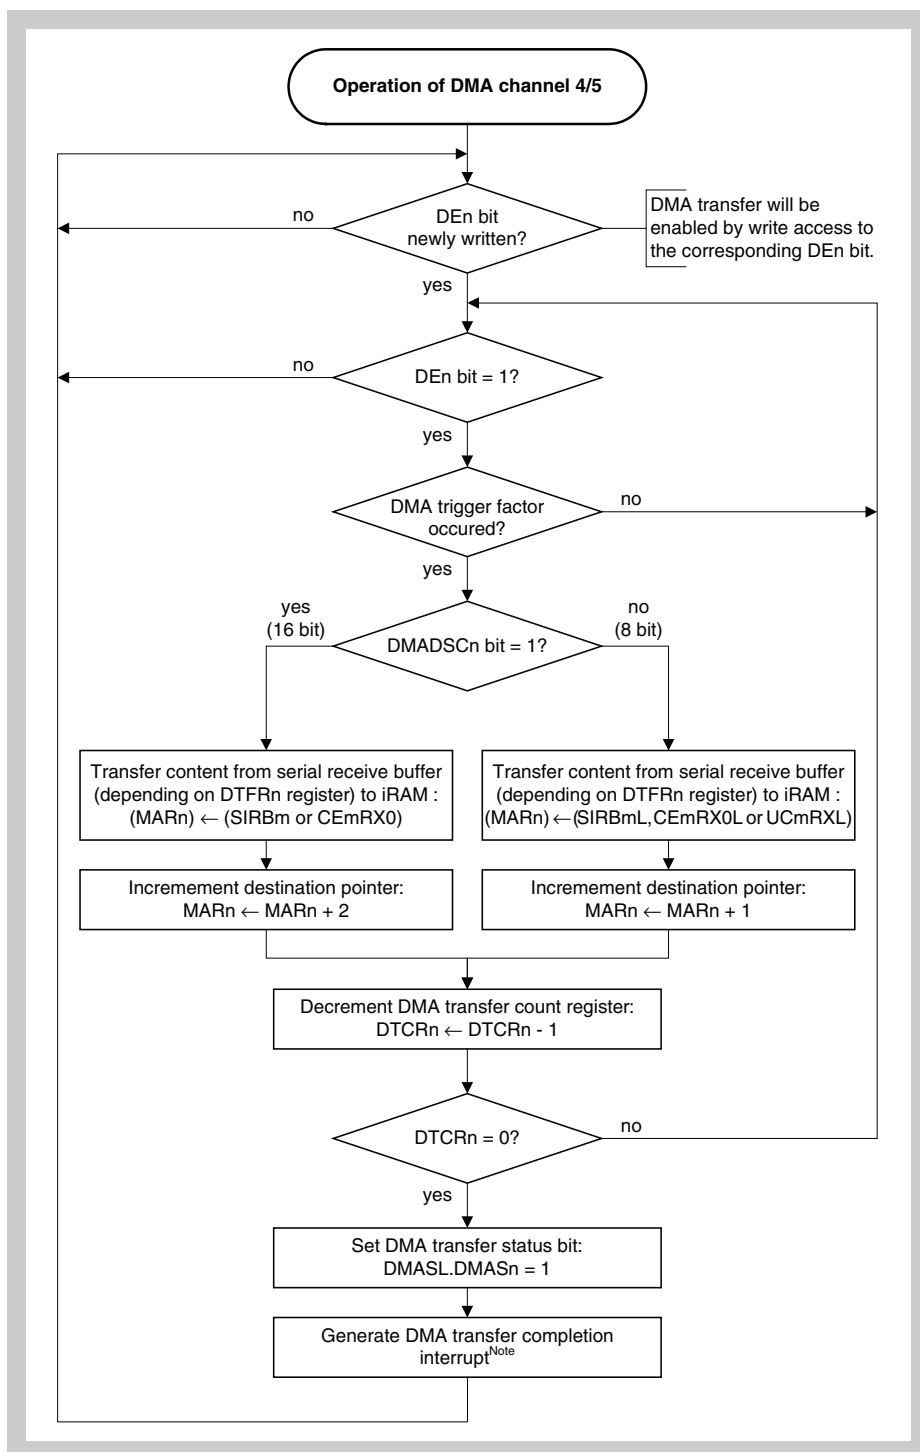 Operation of DMA channel 4/5
no
DEn bit
newly written?
DMA transfer will be
enabled by write access to
the corresponding DEn bit.
yes
no
DEn bit = 1?
yes
DMA trigger factor
occured?
no
yes
yes
(16 bit)
DMADSCn bit = 1?
no
(8 bit)
Transfer content from serial receive buffer
(depending on DTFRn register) to iRAM :
(MARn) ← (SIRBm or CEmRX0)
Transfer content from serial receive buffer
(depending on DTFRn register) to iRAM :
(MARn) ←(SIRBmL, CEmRX0L or UCmRXL)
Incremement destination pointer:
MARn ← MARn + 2
Incremement destination pointer:
MARn ← MARn + 1
Decrement DMA transfer count register:
DTCRn ← DTCRn - 1
DTCRn = 0?
no
yes
Set DMA transfer status bit:
DMASL.DMASn = 1
Generate DMA transfer completion
interruptNote